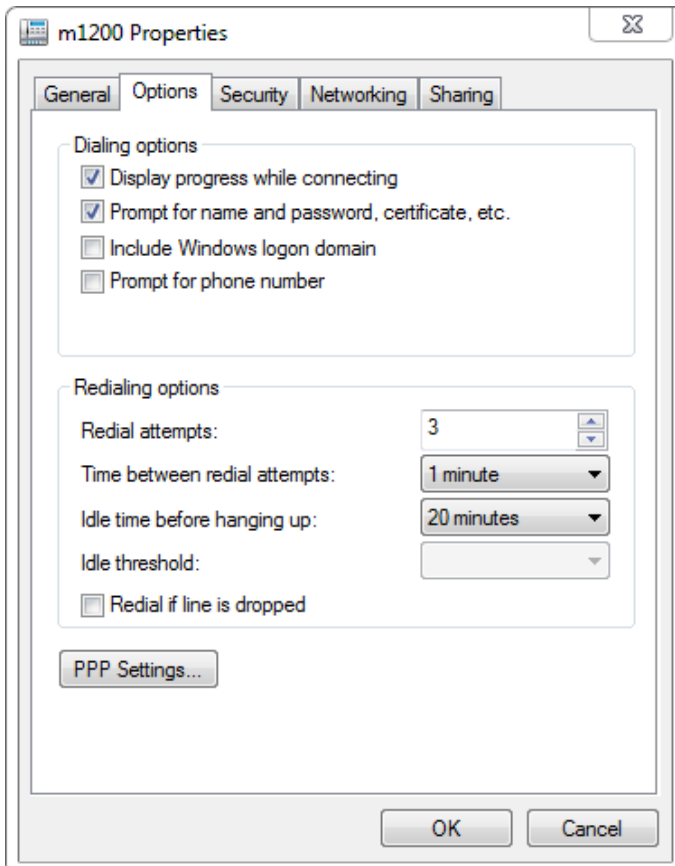 m1200 Properties
General Options Security Networking Sharing
Dialing options
Display progress while connecting
Prompt for name and password, certificate, etc.
Include Windows logon domain
Prompt for phone number
Redialing options
Redial attempts: 3
Time between redial attempts: 1 minute
Idle time before hanging up: 20 minutes
Idle threshold:
Redial if line is dropped
PPP Settings...
OK Cancel